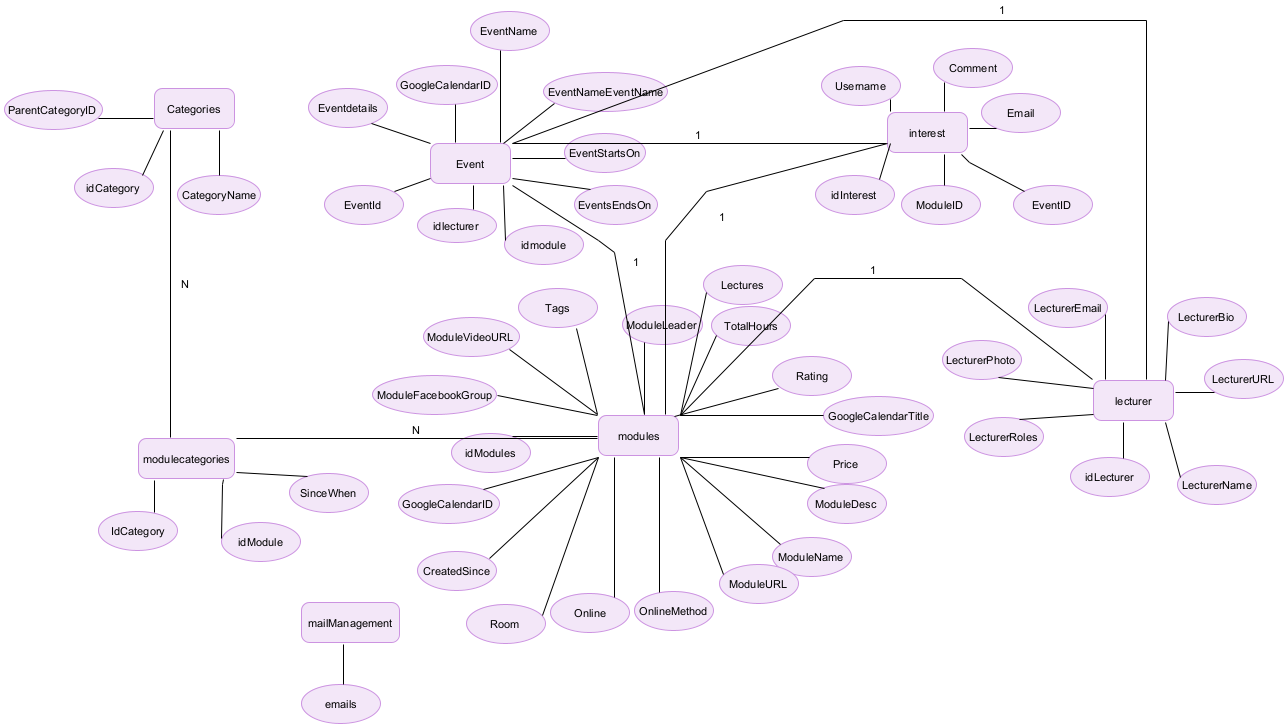 1
EventName
Comment
GoogleCalendarID
Username
EventNameEventName
Eventdetails
ParentCategoryID
Categories
Email
1
interest
EventStartsOn
Event
idCategory
CategoryName
idInterest
ModuleID
EventID
EventId
EventsEndsOn
1
idlecturer
idmodule
1
1
N
Lectures
Tags
LecturerEmail
LecturerBio
ModuleLeader
TotalHours
ModuleVideoURL
LecturerPhoto
Rating
LecturerURL
ModuleFacebookGroup
lecturer
GoogleCalendarTitle
N
modules
LecturerRoles
idModules
modulecategories
Price
idLecturer
LecturerName
SinceWhen
GoogleCalendarID
ModuleDesc
IdCategory
idModule
ModuleName
CreatedSince
ModuleURL
Online
OnlineMethod
Room
mailManagement
emails